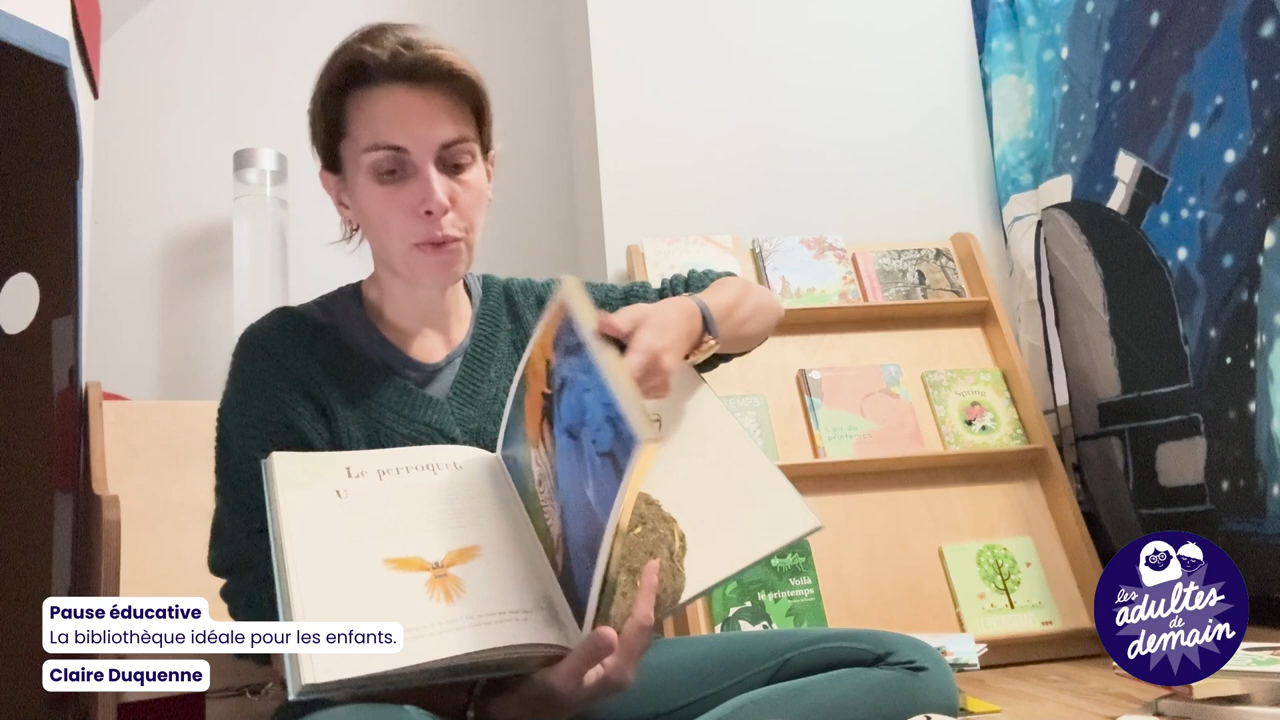 Le perroquet
L'air du
printemps
Spring
Voilà
le printemps
Pause éducative
La bibliothèque idéale pour les enfants.
Claire Duquenne
les
adultes
de
demain